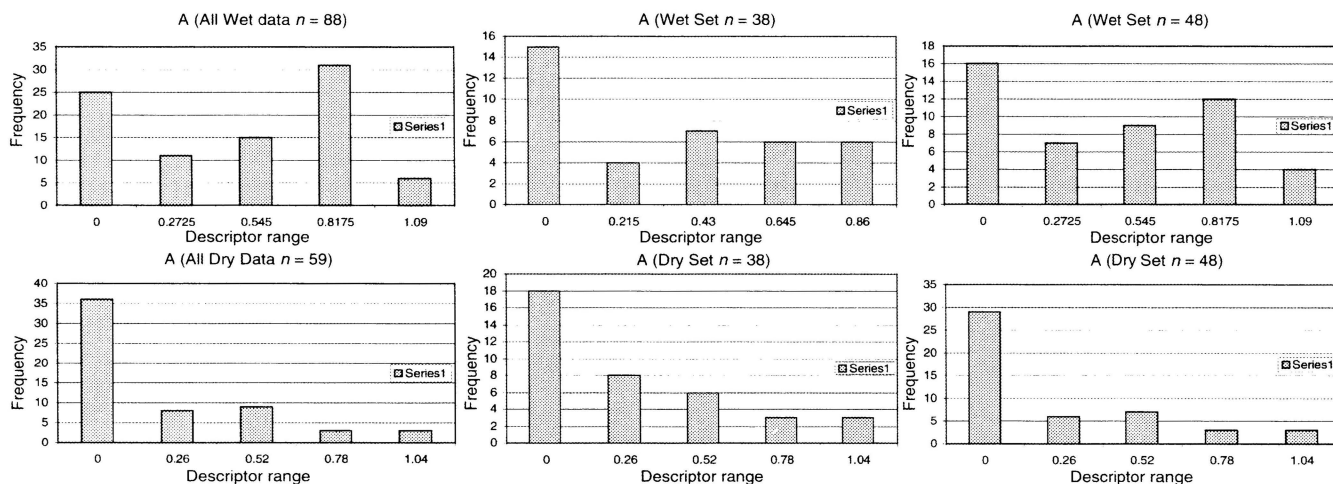 A (All Wet data n = 88)
Frequency
35
30
25
20
15
10
5
0
Series1
0 0.2725 0.545 0.8175 1.09
Descriptor range
A (Wet Set n = 38)
Frequency
16
14
12
10
8
6
4
2
0
Series1
0 0.215 0.43 0.645 0.86
Descriptor range
A (Wet Set n = 48)
Frequency
18
16
14
12
10
8
6
4
2
0
Series1
0 0.2725 0.545 0.8175 1.09
Descriptor range
A (All Dry Data n = 59)
Frequency
40
35
30
25
20
15
10
5
0
Series1
0 0.26 0.52 0.78 1.04
Descriptor range
A (Dry Set n = 38)
Frequency
20
18
16
14
12
10
8
6
4
2
0
Series1
0 0.26 0.52 0.78 1.04
Descriptor range
A (Dry Set n = 48)
Frequency
35
30
25
20
15
10
5
0
Series1
0 0.26 0.52 0.78 1.04
Descriptor range